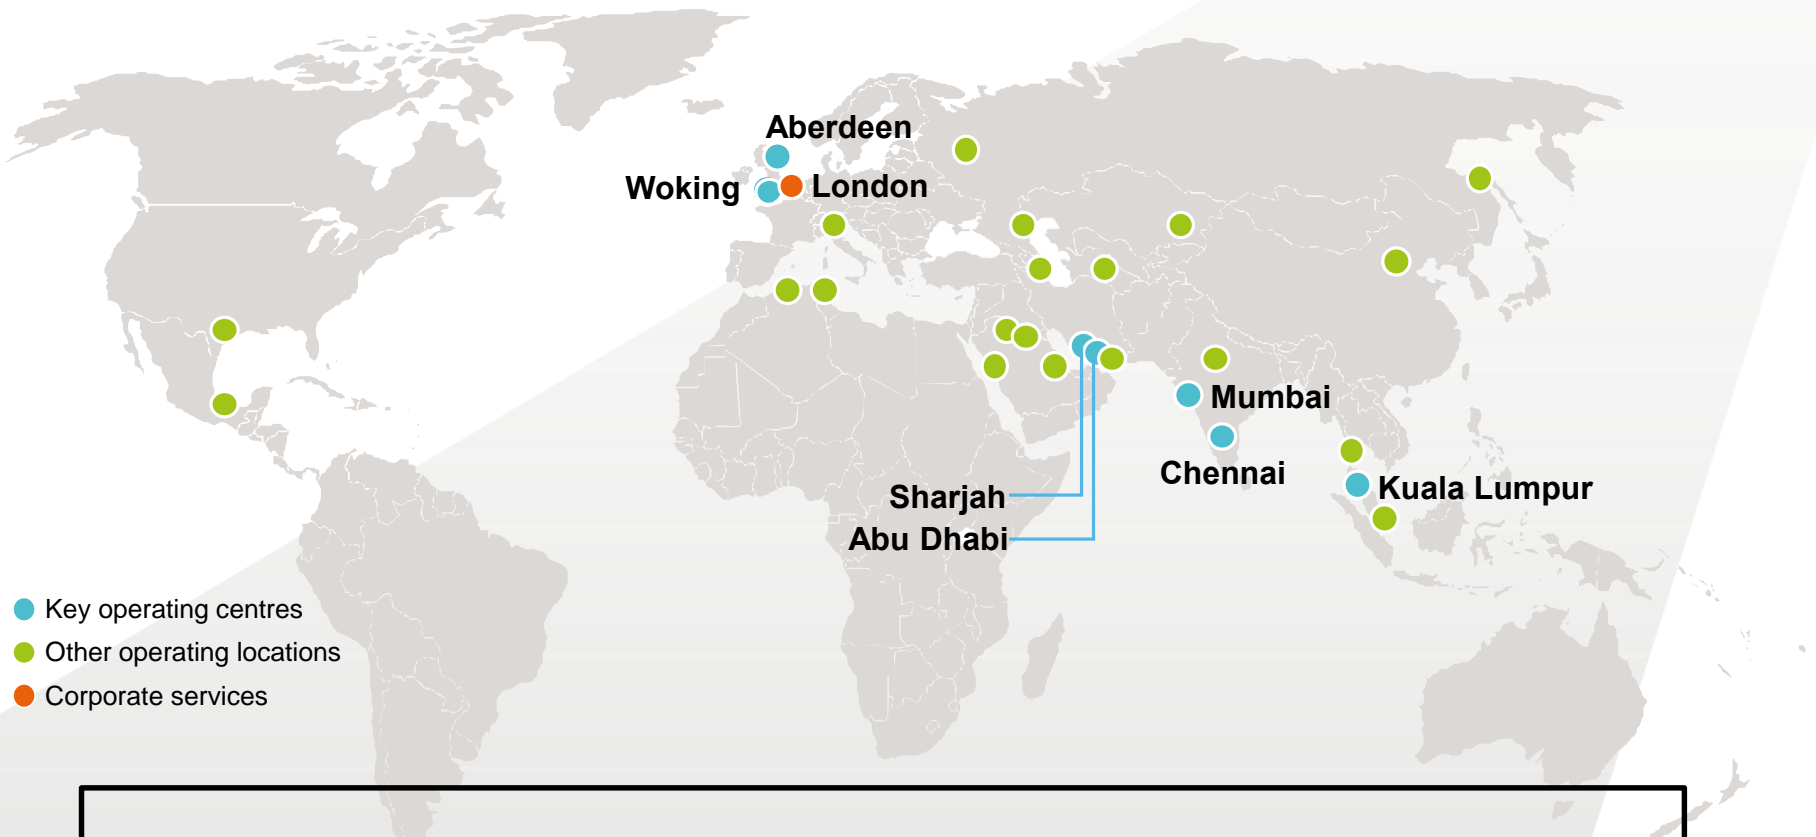 Aberdeen
Woking
London
Mumbai
Chennai
Sharjah
Kuala Lumpur
Abu Dhabi
Key operating centres
Other operating locations
Corporate services